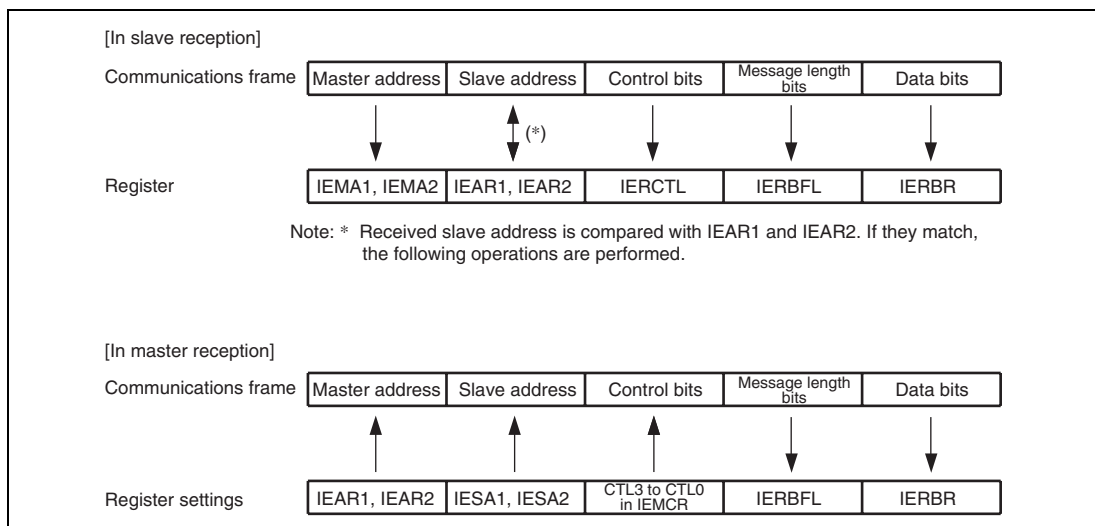 [In slave reception]
Communications frame Master address Slave address Control bits Message length bits Data bits
(*)
Register IEMA1, IEMA2 IEAR1, IEAR2 IERCTL IERBFL IERBR
Note: * Received slave address is compared with IEAR1 and IEAR2. If they match,
the following operations are performed.
[In master reception]
Communications frame Master address Slave address Control bits Message length bits Data bits
Register settings IEAR1, IEAR2 IESA1, IESA2 CTL3 to CTL0 in IEMCR IERBFL IERBR